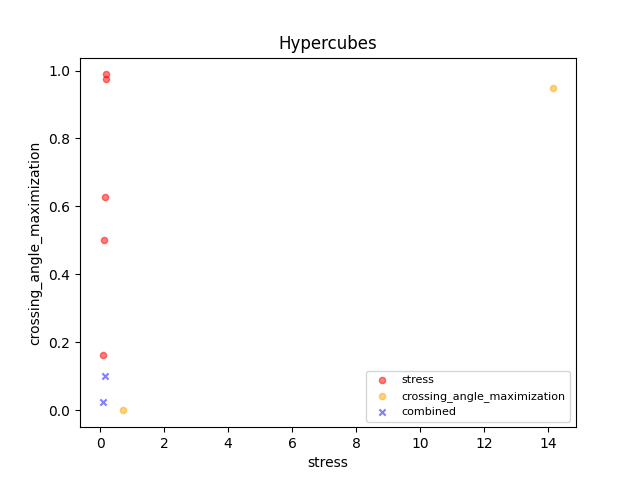 Hypercubes
crossing_angle_maximization
1.0
0.8
0.6
0.4
0.2
0.0
stress
crossing_angle_maximization
combined
0 2 4 6 8 10 12 14
stress